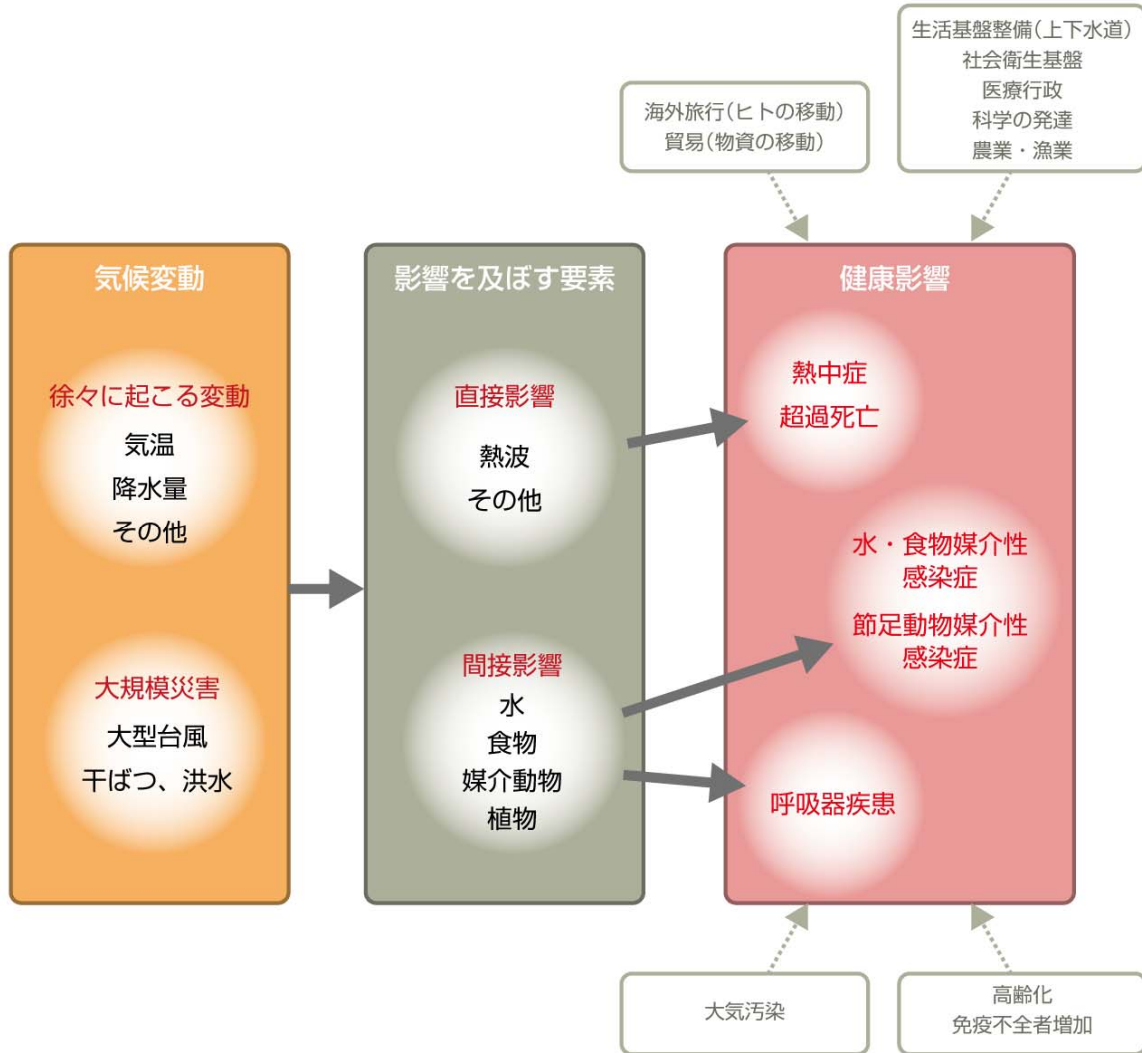 生活基盤整備(上下水道)
社会衛生基盤
医療行政
科学の発達
農業・漁業
海外旅行(ヒトの移動)
貿易(物資の移動)
気候変動
徐々に起こる変動
気温
降水量
その他
大規模災害
大型台風
干ばつ、洪水
影響を及ぼす要素
直接影響
熱波
その他
間接影響
水
食物
媒介動物
植物
健康影響
熱中症
超過死亡
水・食物媒介性
感染症
節足動物媒介性
感染症
呼吸器疾患
大気汚染
高齢化
免疫不全者増加